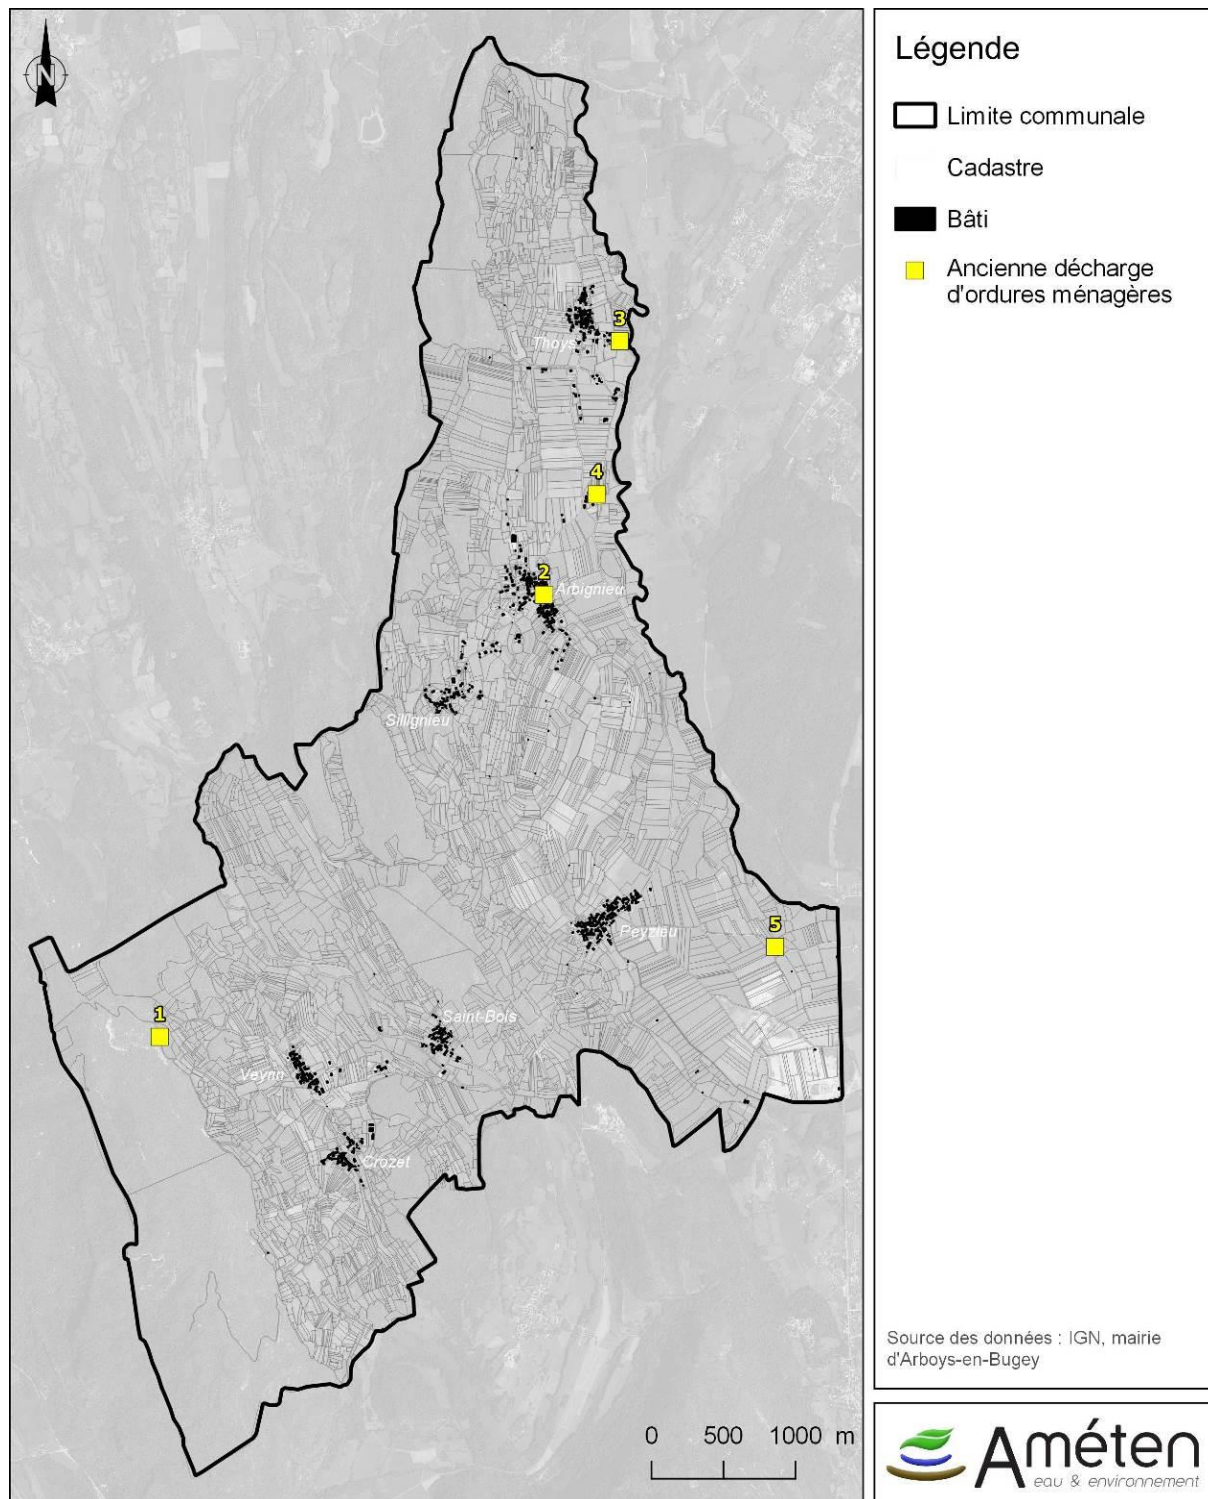 N
Légende
Limite communale
Cadastre
Bâti
Ancienne décharge
d'ordures ménagères
3
Thoys
4
2
Arbignieu
Sillignieu
Peyzieu
5
1
Saint-Bois
Veyrin
Crozet
0 500 1000 m
Source des données : IGN, mairie
d'Arboys-en-Bugey
Améten
eau & environnement